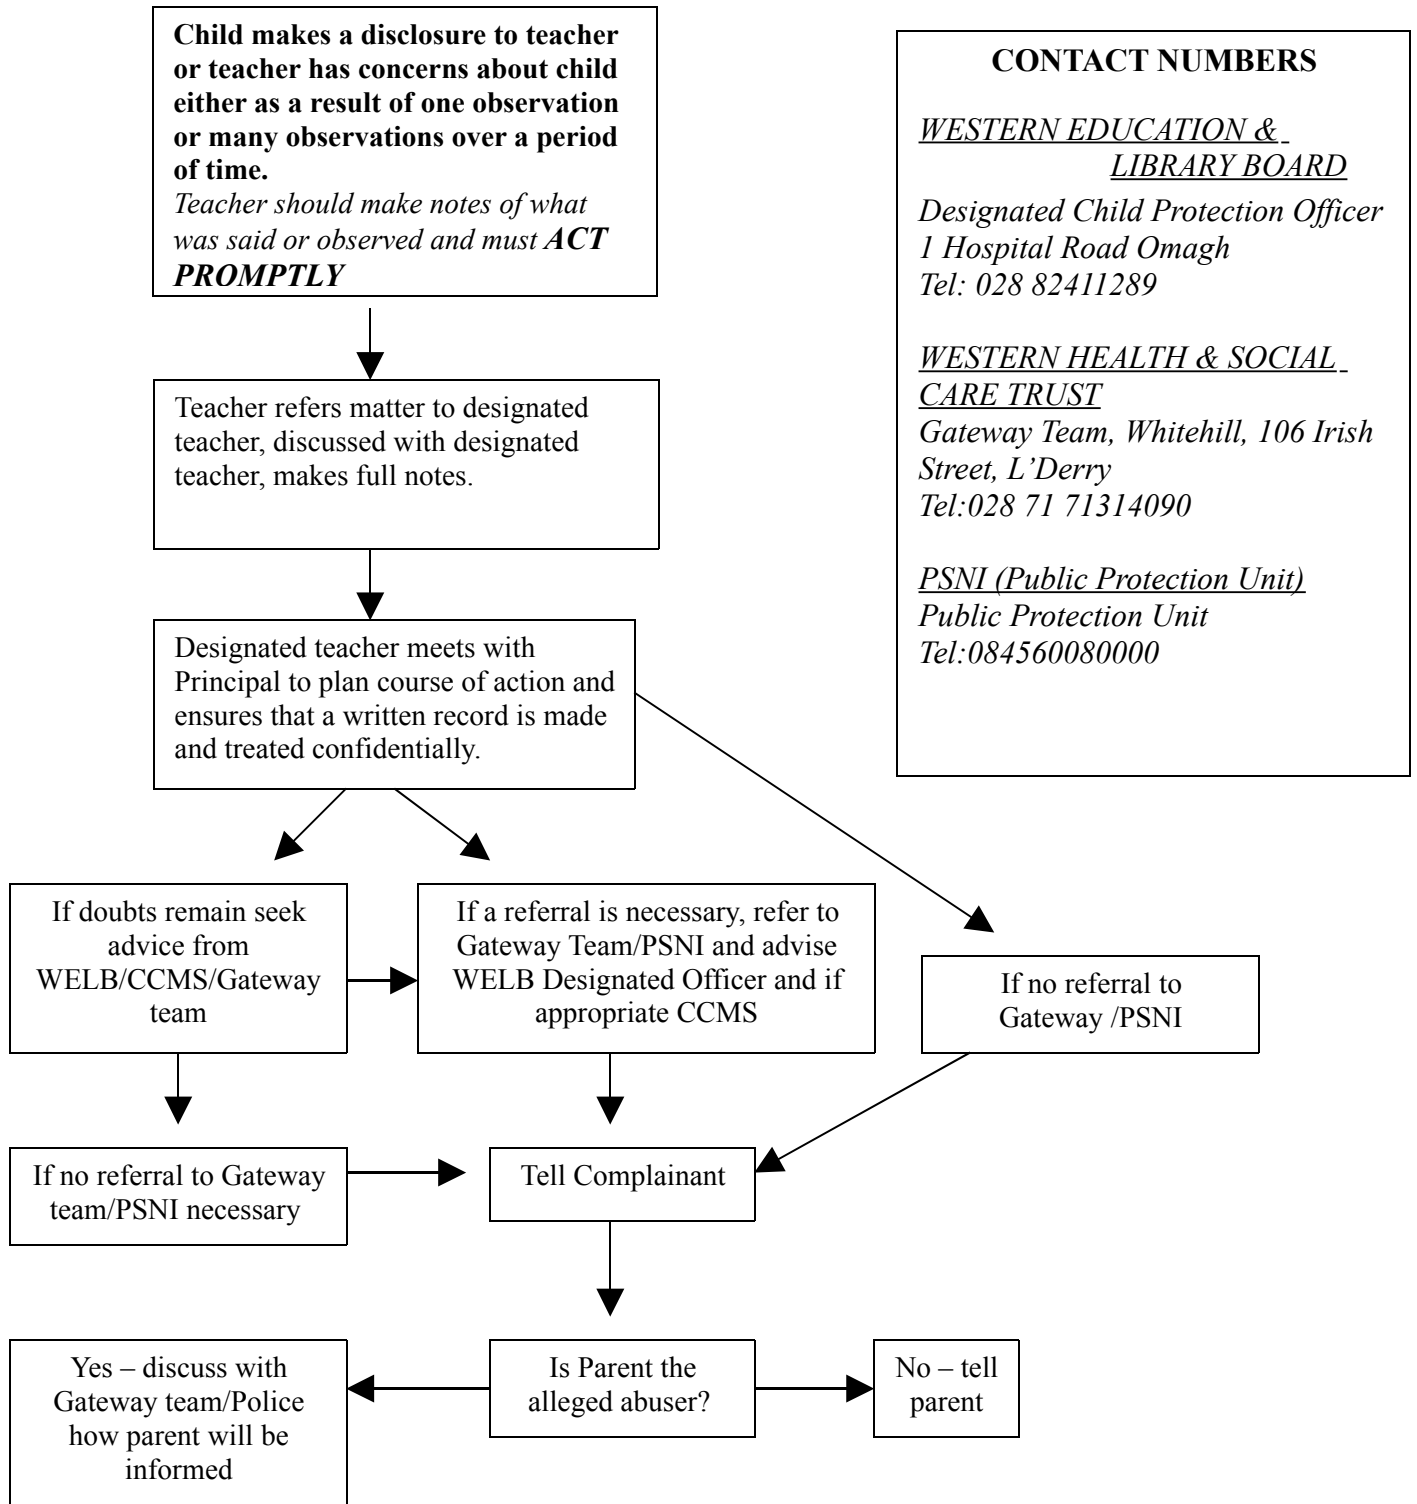 Child makes a disclosure to teacher
or teacher has concerns about child
either as a result of one observation
or many observations over a period
of time.
Teacher should make notes of what
was said or observed and must ACT
PROMPTLY
Teacher refers matter to designated
teacher, discussed with designated
teacher, makes full notes.
Designated teacher meets with
Principal to plan course of action and
ensures that a written record is made
and treated confidentially.
CONTACT NUMBERS
WESTERN EDUCATION &
LIBRARY BOARD
Designated Child Protection Officer
1 Hospital Road Omagh
Tel: 028 82411289
WESTERN HEALTH & SOCIAL
CARE TRUST
Gateway Team, Whitehill, 106 Irish
Street, L’Derry
Tel:028 71 71314090
PSNI (Public Protection Unit)
Public Protection Unit
Tel:084560080000
If doubts remain seek
advice from
WELB/CCMS/Gateway
team
If a referral is necessary, refer to
Gateway Team/PSNI and advise
WELB Designated Officer and if
appropriate CCMS
If no referral to
Gateway /PSNI
If no referral to Gateway
team/PSNI necessary
Tell Complainant
Yes – discuss with
Gateway team/Police
how parent will be
informed
Is Parent the
alleged abuser?
No – tell
parent